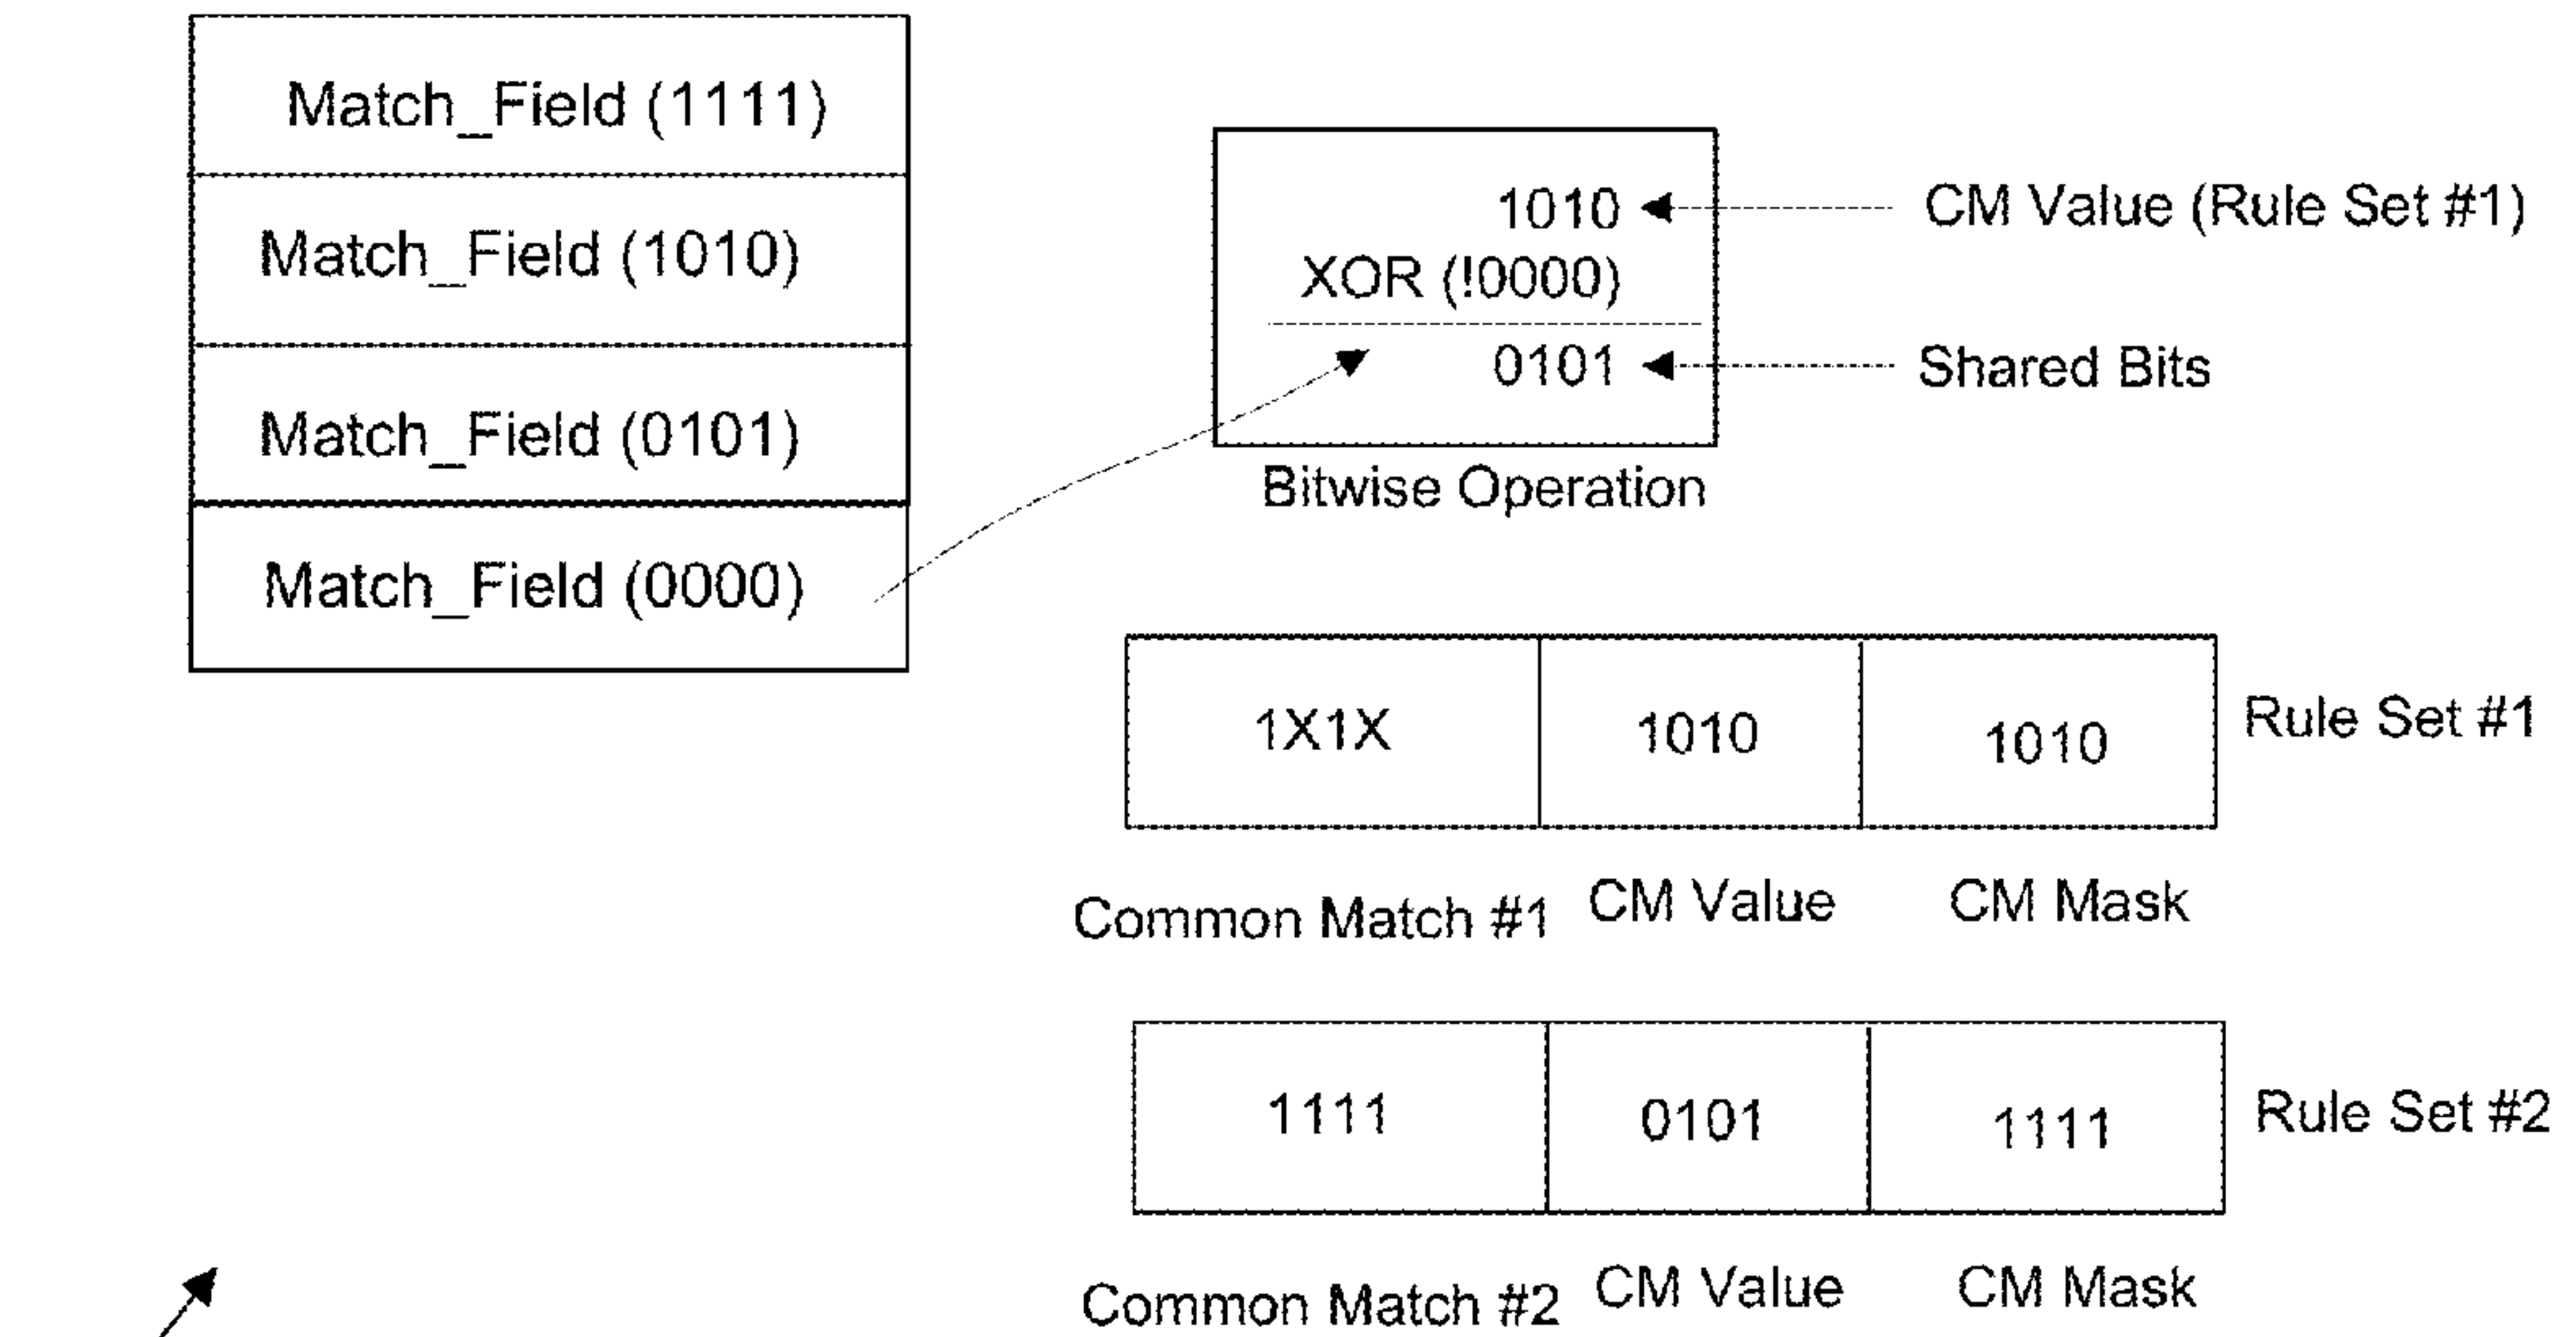 Match_Field (1111)
Match_Field (1010)
Match_Field (0101)
Match_Field (0000)
1010
CM Value (Rule Set #1)
XOR (!0000)
0101
Shared Bits
Bitwise Operation
1X1X
1010
1010
Rule Set #1
Common Match #1
CM Value
CM Mask
1111
0101
1111
Rule Set #2
Common Match #2
CM Value
CM Mask